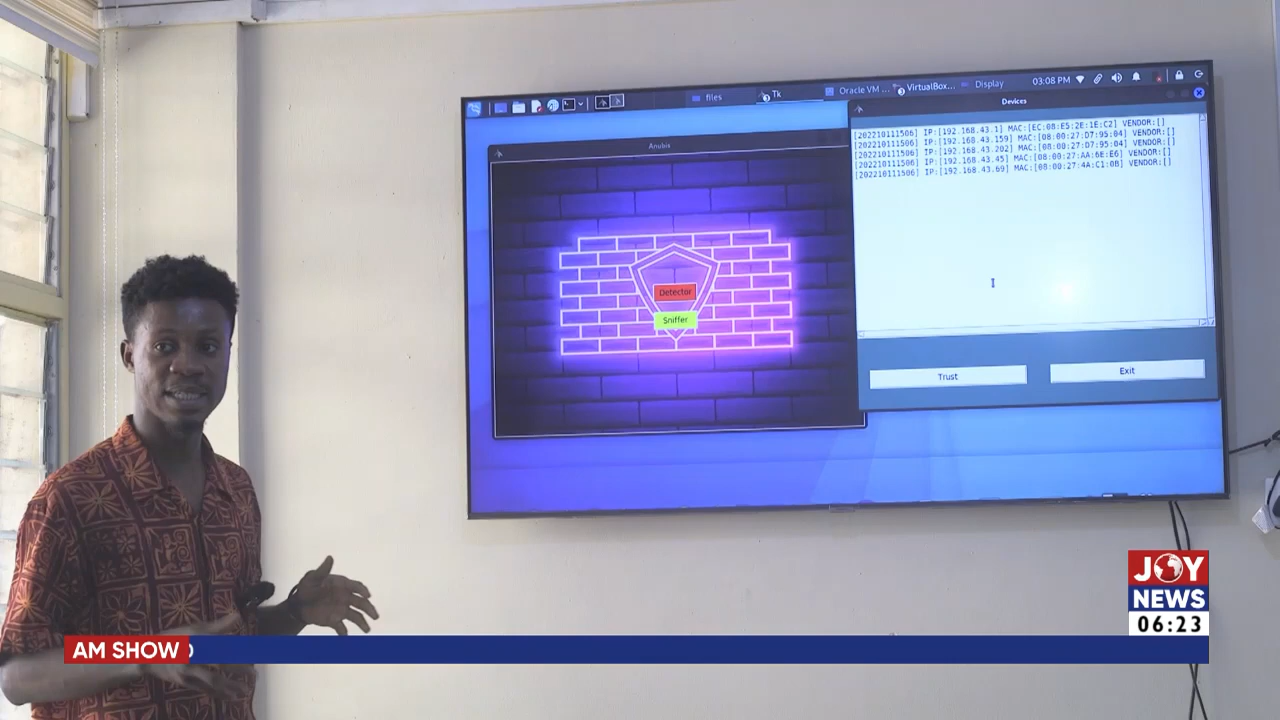 files
Tk
Oracle VM ...
VirtualBox...
Display
03:08 PM
Devices
Anubis
[202210111506] IP:[192.168.43.1] MAC:[EC:08:E5:2E:1E:C2] VENDOR:[]
[202210111506] IP:[192.168.43.159] MAC:[08:00:27:D7:95:04] VENDOR:[]
[202210111506] IP:[192.168.43.202] MAC:[08:00:27:D7:95:04] VENDOR:[]
[202210111506] IP:[192.168.43.45] MAC:[08:00:27:AA:6E:E6] VENDOR:[]
[202210111506] IP:[192.168.43.69] MAC:[08:00:27:4A:C1:0B] VENDOR:[]
Detector
Sniffer
Trust
Exit
JOY
NEWS
06:23
AM SHOW